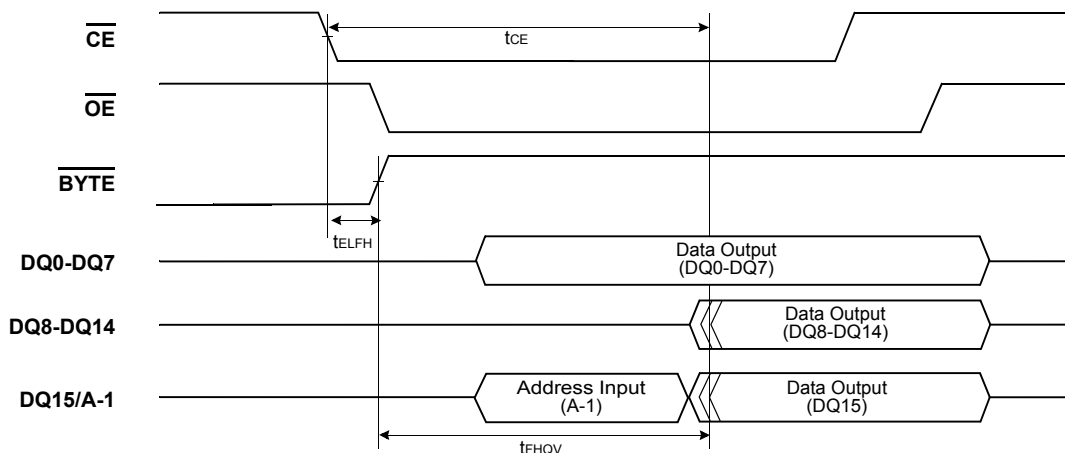 CE
tCE
OE
BYTE
tELFH
DQ0-DQ7
Data Output
(DQ0-DQ7)
DQ8-DQ14
Data Output
(DQ8-DQ14)
DQ15/A-1
Address Input
(A-1)
Data Output
(DQ15)
tFHQV